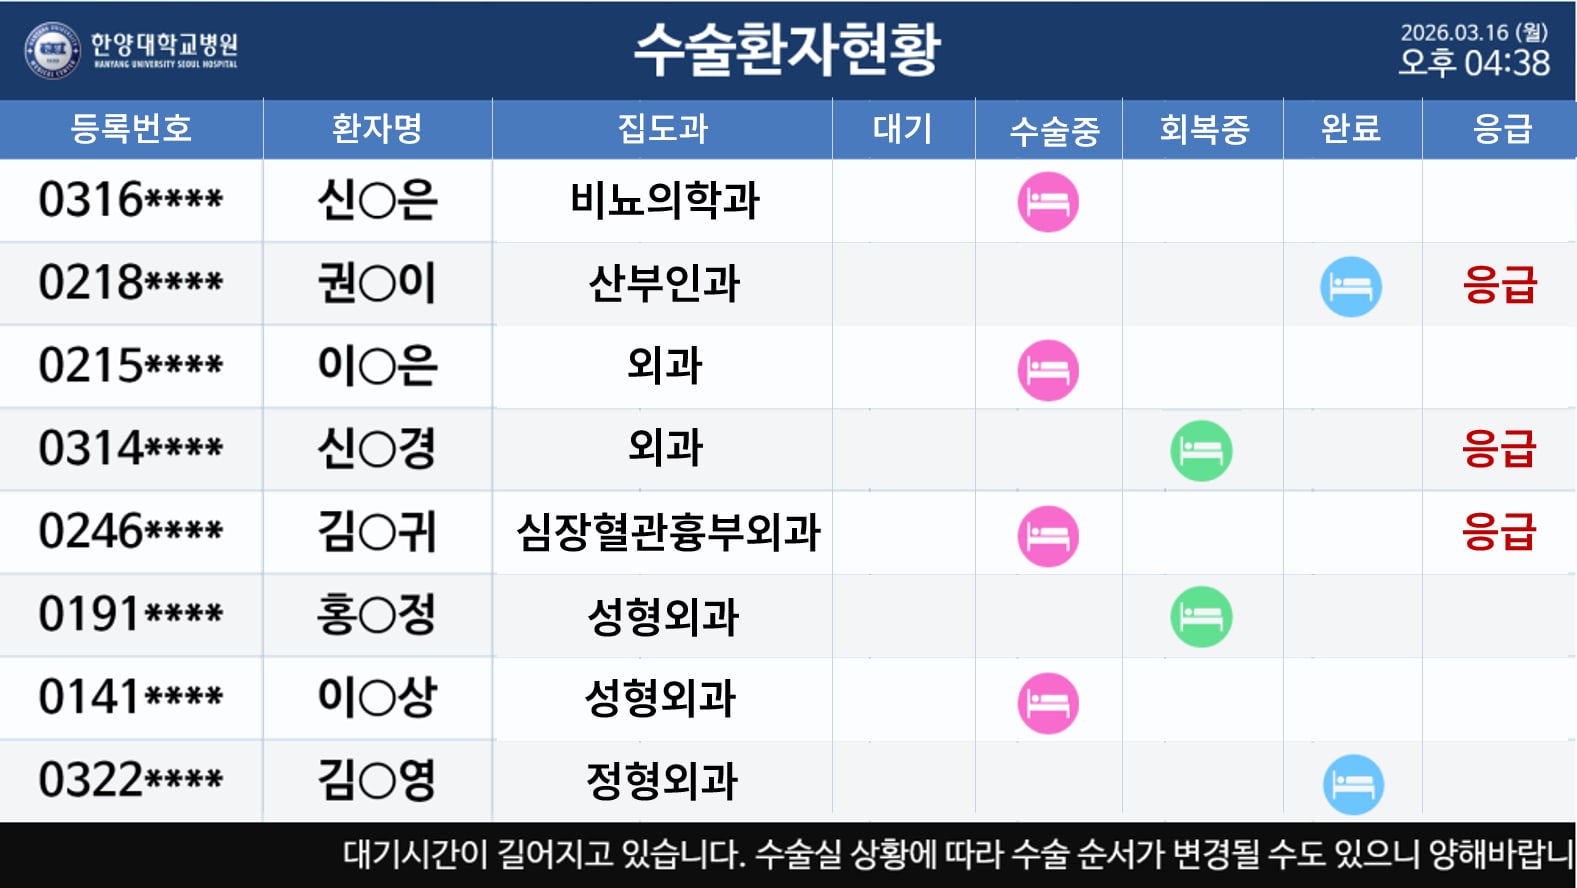 한양대학교병원
HANYANG UNIVERSITY SEOUL HOSPITAL
수술환자현황
2026.03.16 (월)
오후 04:38
등록번호 환자명 집도과 대기 수술중 회복중 완료 응급
0316**** 신○은 비뇨의학과
0218**** 권○이 산부인과 응급
0215**** 이○은 외과
0314**** 신○경 외과 응급
0246**** 김○귀 심장혈관흉부외과 응급
0191**** 홍○정 성형외과
0141**** 이○상 성형외과
0322**** 김○영 정형외과
대기시간이 길어지고 있습니다. 수술실 상황에 따라 수술 순서가 변경될 수도 있으니 양해바랍니